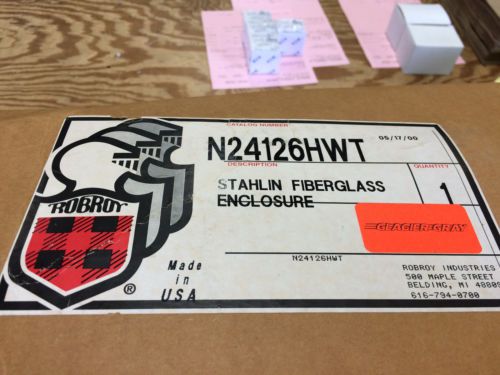 CATALOG NUMBER
05/17/00
N24126HWT
DESCRIPTION
QUANTITY
STAHLIN FIBERGLASS
ENCLOSURE
1
GLACIER GRAY
ROBROY
®
Made
in
USA
N24126HWT
ROBROY INDUSTRIES
500 MAPLE STREET
BELDING, MI 48809
616-794-0700